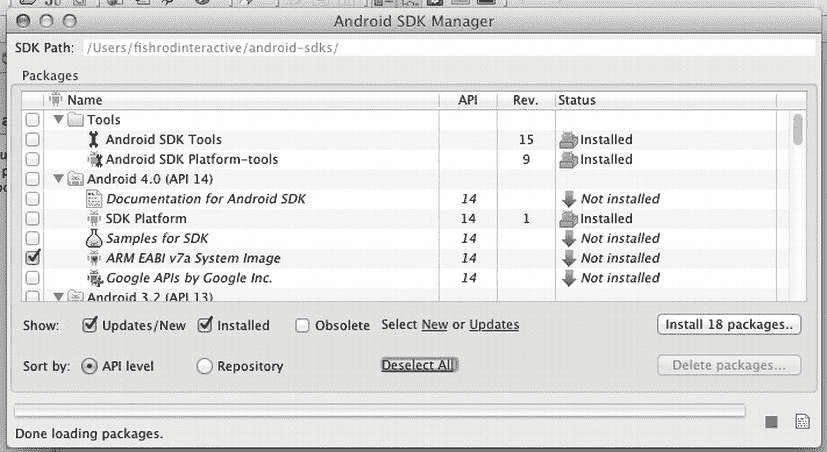 Android SDK Manager
SDK Path: /Users/fishrodinteractive/android-sdks/
Packages
Name API Rev. Status
Tools
Android SDK Tools 15 Installed
Android SDK Platform-tools 9 Installed
Android 4.0 (API 14)
Documentation for Android SDK 14 Not installed
SDK Platform 14 1 Installed
Samples for SDK 14 Not installed
ARM EABI v7a System Image 14 Not installed
Google APIs by Google Inc. 14 Not installed
Android 3.2 (API 13)
Show: Updates/New Installed Obsolete Select New or Updates Install 18 packages..
Sort by: API level Repository Deselect All Delete packages...
Done loading packages.